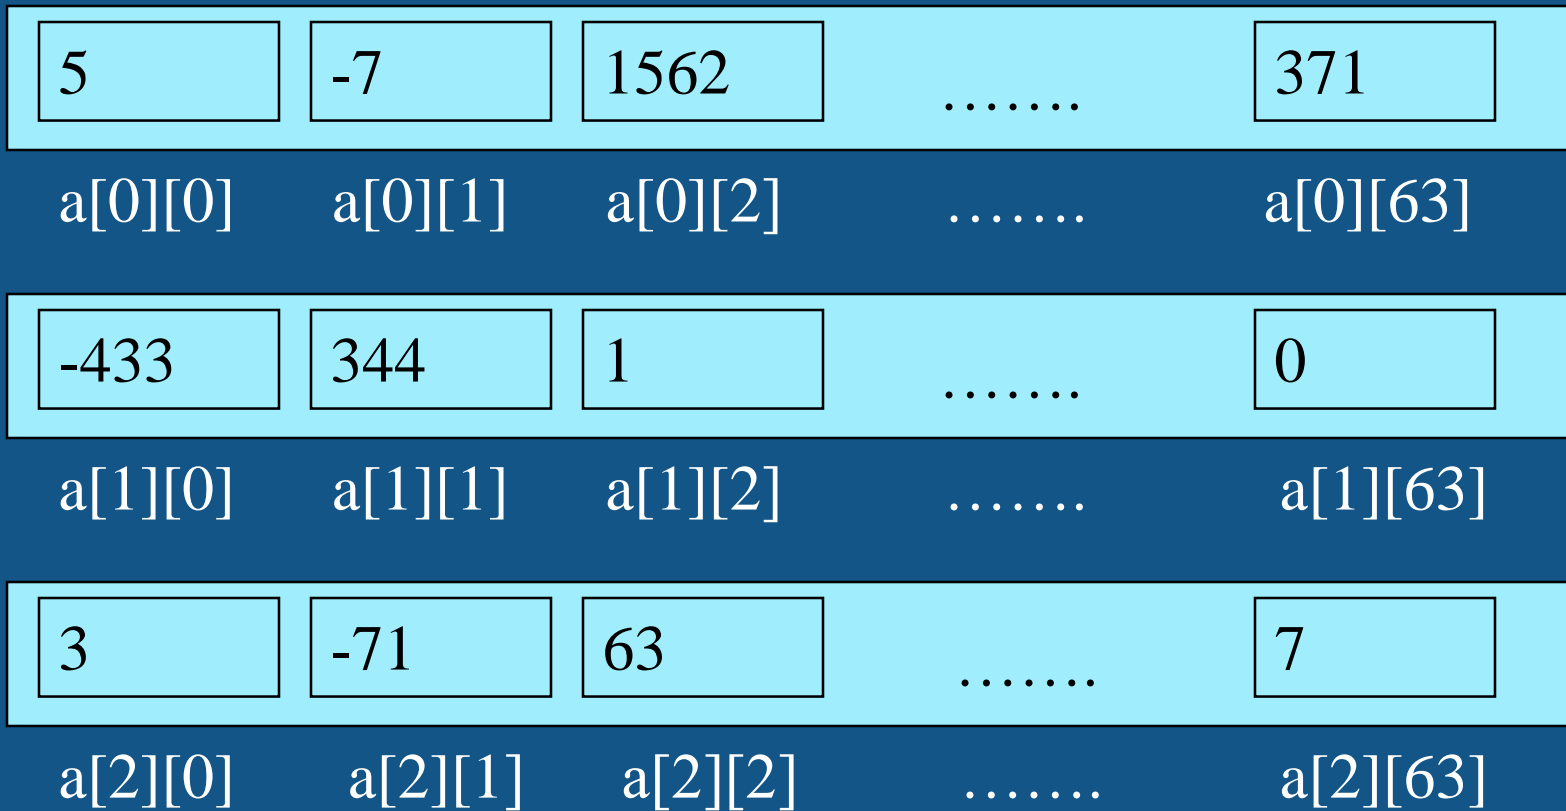 5 -7 1562 ....... 371
a[0][0] a[0][1] a[0][2] ....... a[0][63]
-433 344 1 ....... 0
a[1][0] a[1][1] a[1][2] ....... a[1][63]
3 -71 63 ....... 7
a[2][0] a[2][1] a[2][2] ....... a[2][63]